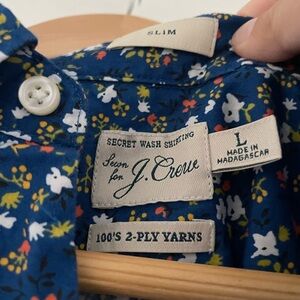 SLIM
SECRET WASH SHIRTING
Sewn
for
J. Crew
L
MADE IN
MADAGASCAR
100'S 2-PLY YARNS